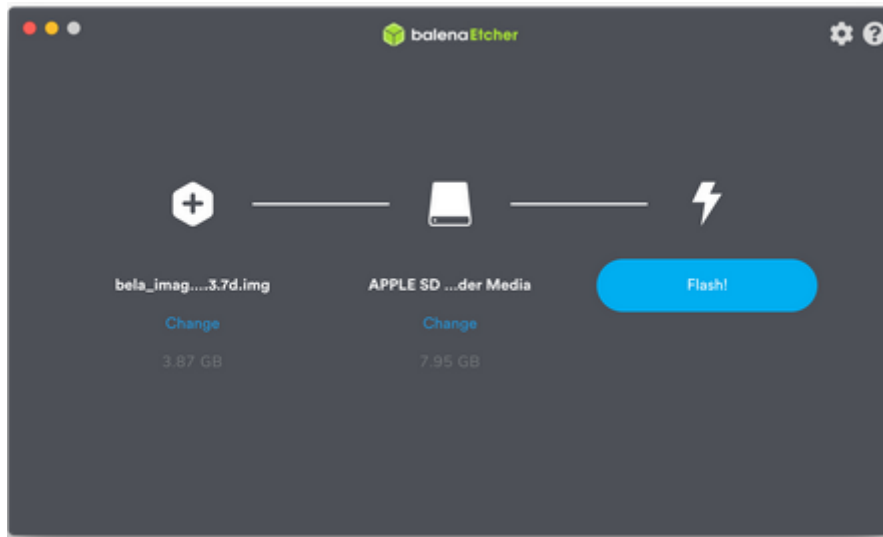 balenaEtcher
bela_imag....3.7d.img
APPLE SD ...der Media
Flash!
Change
Change
3.87 GB
7.95 GB